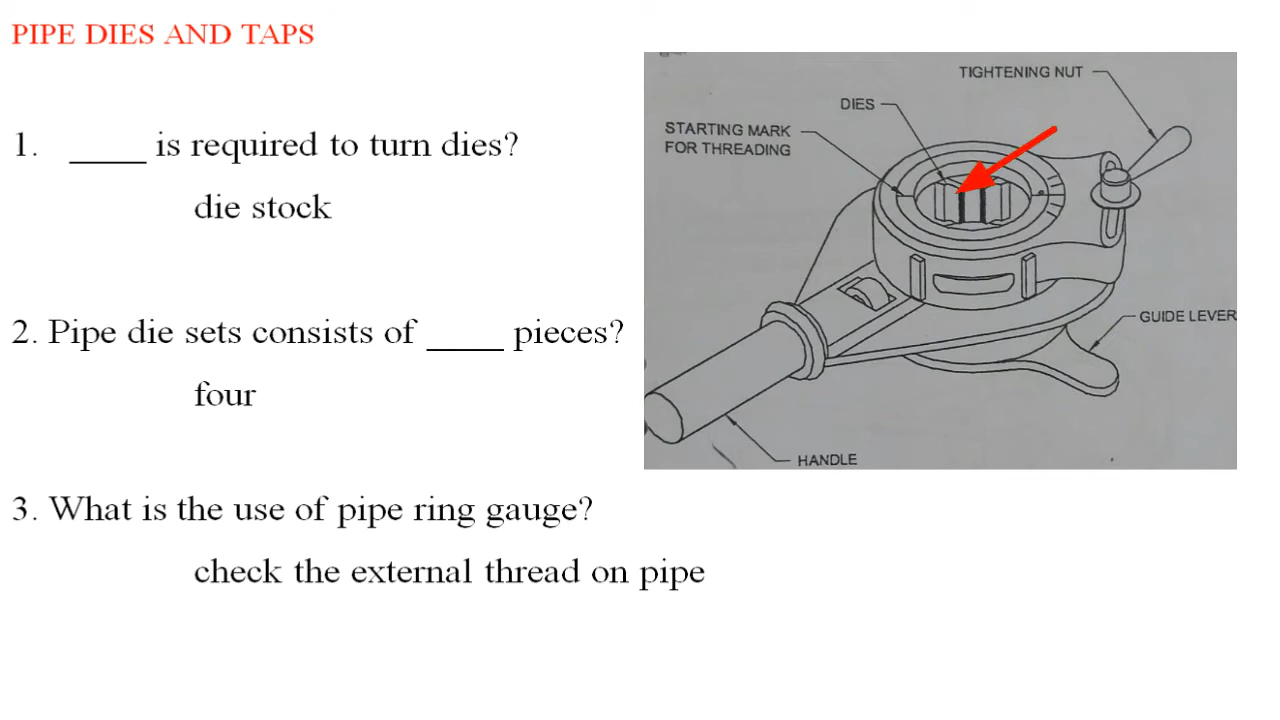 PIPE DIES AND TAPS
1. ____ is required to turn dies?
die stock
2. Pipe die sets consists of ____ pieces?
four
3. What is the use of pipe ring gauge?
check the external thread on pipe
TIGHTENING NUT
DIES
STARTING MARK
FOR THREADING
GUIDE LEVER
HANDLE